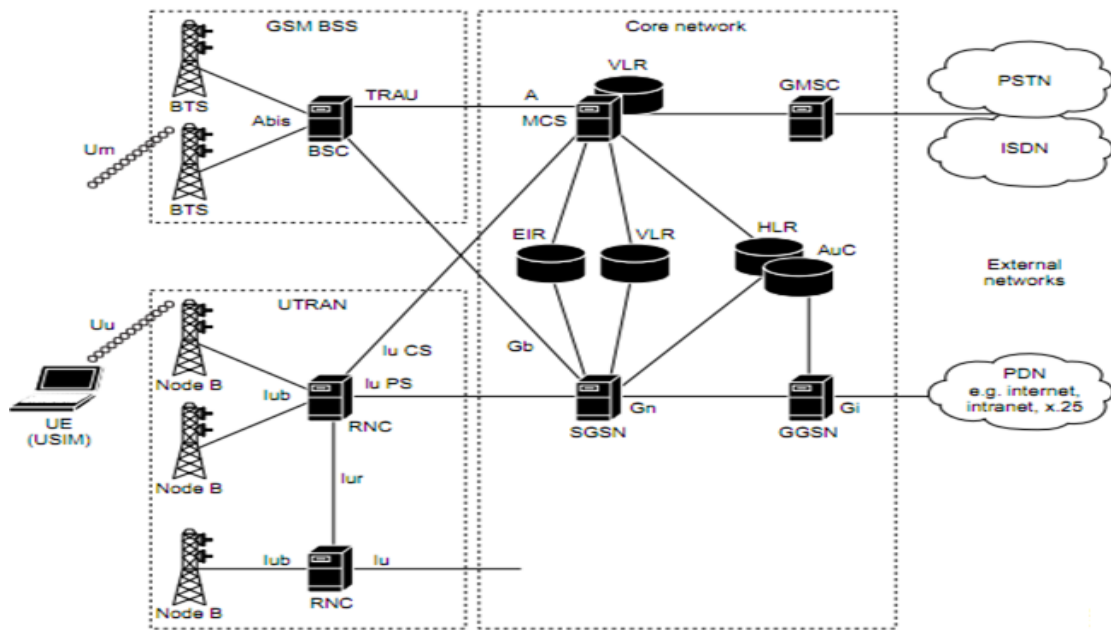 GSM BSS
Core network
BTS
Abis
TRAU
BSC
Um
BTS
A
VLR
MCS
GMSC
PSTN
ISDN
EIR
VLR
HLR
AuC
External
networks
UTRAN
Uu
Node B
UE
(USIM)
Iub
Iu CS
Iu PS
RNC
Node B
Gb
SGSN
Gn
GGSN
Gi
PDN
e.g. internet,
intranet, x.25
Iur
Node B
Iub
Iu
RNC